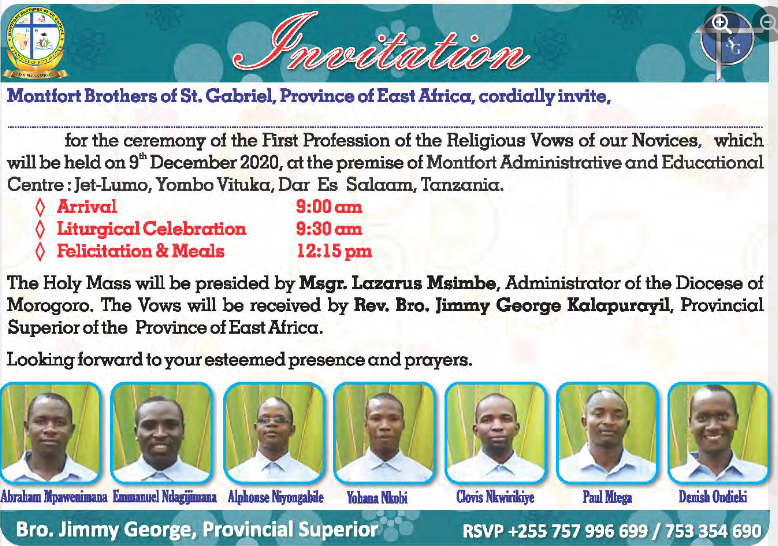 Invitation
SG
Montfort Brothers of St. Gabriel, Province of East Africa, cordially invite,
for the ceremony of the First Profession of the Religious Vows of our Novices, which
will be held on 9th December 2020, at the premise of Montfort Administrative and Educational
Centre : Jet-Lumo, Yombo Vituka, Dar Es Salaam, Tanzania.
◊ Arrival 9:00 am
◊ Liturgical Celebration 9:30 am
◊ Felicitation & Meals 12:15 pm
The Holy Mass will be presided by Msgr. Lazarus Msimbe, Administrator of the Diocese of
Morogoro. The Vows will be received by Rev. Bro. Jimmy George Kalapurayil, Provincial
Superior of the Province of East Africa.
Looking forward to your esteemed presence and prayers.
Abraham Mpawenimana Emmanuel Ndagijimana Alphonse Niyongabile Yohana Nkobi Clovis Nkwirikiye Paul Mtega Denish Ondieki
Bro. Jimmy George, Provincial Superior RSVP +255 757 996 699 / 753 354 690